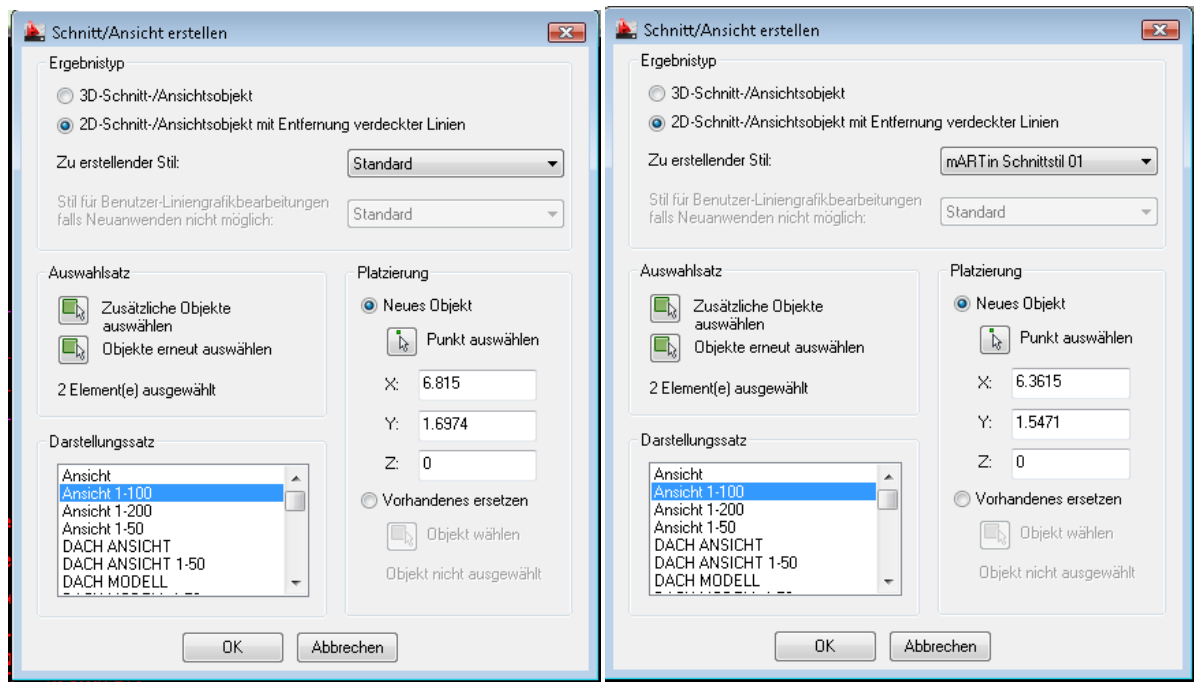 Schnitt/Ansicht erstellen
Ergebnistyp
3D-Schnitt-/Ansichtsobjekt
2D-Schnitt-/Ansichtsobjekt mit Entfernung verdeckter Linien
Zu erstellender Stil:
Standard
Stil für Benutzer-Liniengrafikbearbeitungen
falls Neuanwenden nicht möglich:
Standard
Auswahlsatz
Zusätzliche Objekte
auswählen
Objekte erneut auswählen
2 Element(e) ausgewählt
Darstellungssatz
Ansicht
Ansicht 1-100
Ansicht 1-200
Ansicht 1-50
DACH ANSICHT
DACH ANSICHT 1-50
DACH MODELL
Platzierung
Neues Objekt
Punkt auswählen
X: 6.815
Y: 1.6974
Z: 0
Vorhandenes ersetzen
Objekt wählen
Objekt nicht ausgewählt
OK
Abbrechen
Schnitt/Ansicht erstellen
Ergebnistyp
3D-Schnitt-/Ansichtsobjekt
2D-Schnitt-/Ansichtsobjekt mit Entfernung verdeckter Linien
Zu erstellender Stil:
mARTin Schnittstil 01
Stil für Benutzer-Liniengrafikbearbeitungen
falls Neuanwenden nicht möglich:
Standard
Auswahlsatz
Zusätzliche Objekte
auswählen
Objekte erneut auswählen
2 Element(e) ausgewählt
Darstellungssatz
Ansicht
Ansicht 1-100
Ansicht 1-200
Ansicht 1-50
DACH ANSICHT
DACH ANSICHT 1-50
DACH MODELL
Platzierung
Neues Objekt
Punkt auswählen
X: 6.3615
Y: 1.5471
Z: 0
Vorhandenes ersetzen
Objekt wählen
Objekt nicht ausgewählt
OK
Abbrechen